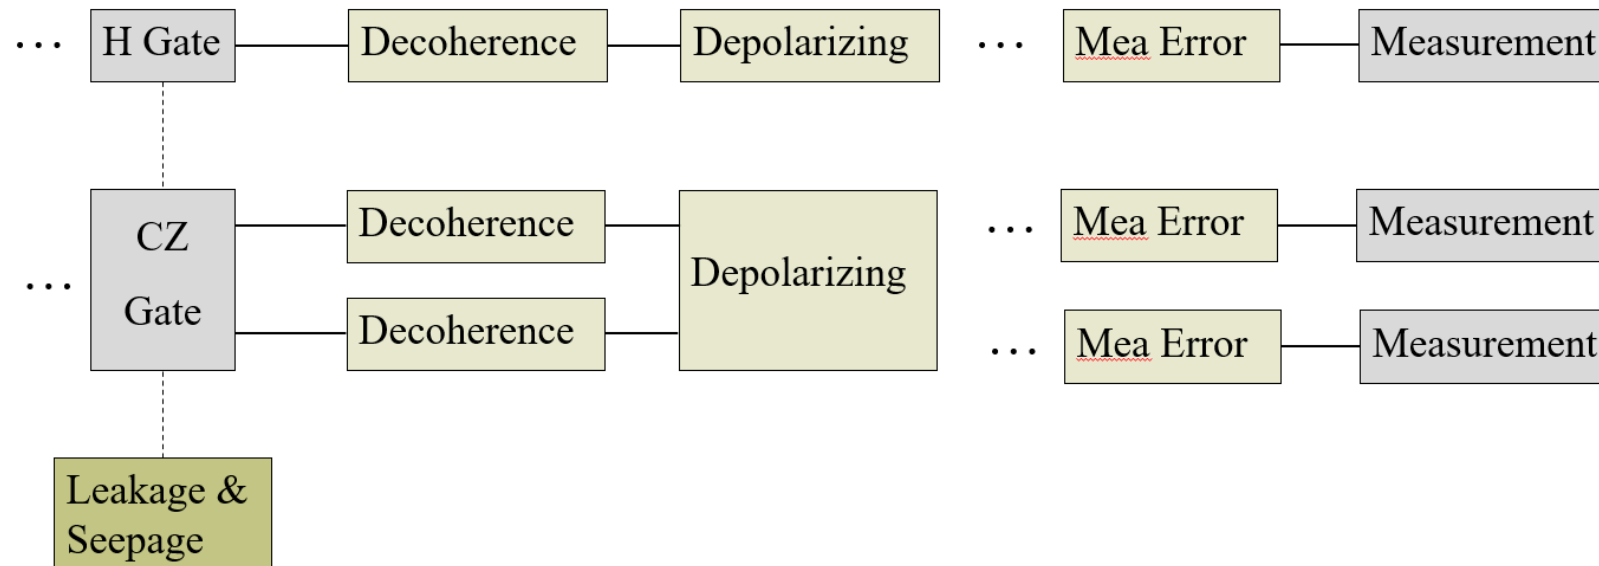 ... H Gate Decoherence Depolarizing ... Mea Error Measurement
CZ
Gate
Decoherence
Depolarizing
Decoherence
... Mea Error Measurement
...
... Mea Error Measurement
Leakage &
Seepage